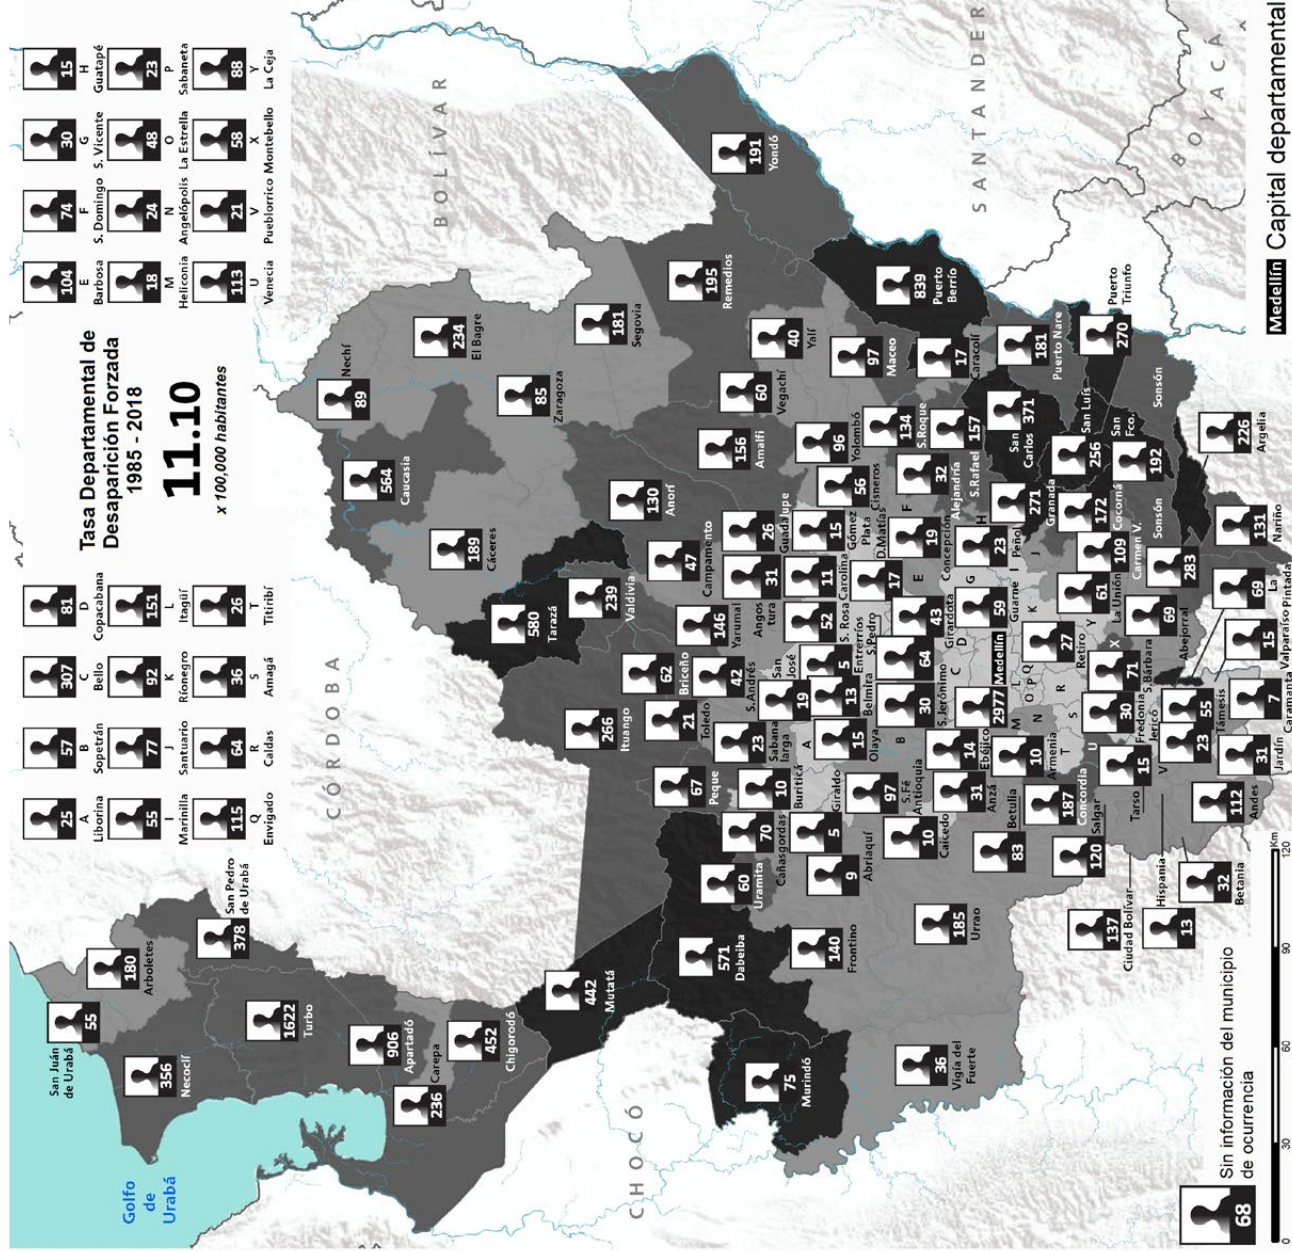 Golfo
de
Urabá
San Juán
de Urabá
55
180
Arboletes
356
Necoclí
378
San Pedro
de Urabá
1622
Turbo
906
Apartadó
236
Carepa
452
Chigorodó
25
A
Liborina
57
B
Sopetrán
307
C
Bello
81
D
Copacabana
55
I
Marinilla
77
J
Santuario
92
K
Ríonegro
151
L
Itagüí
115
Q
Envigado
64
R
Caldas
36
S
Amagá
26
T
Titiribí
Tasa Departamental de
Desaparición Forzada
1985 - 2018
11.10
x 100,000 habitantes
104
E
Barbosa
74
F
S. Domingo
30
G
S. Vicente
15
H
Guatapé
18
M
Heliconia
24
N
Angelópolis
48
O
La Estrella
23
P
Sabaneta
113
U
Venecia
21
V
Pueblorrico
58
X
Montebello
88
Y
La Ceja
CÓRDOBA
BOLÍVAR
SANTANDER
BOYACÁ
CHOCÓ
89
Nechí
564
Caucasia
234
El Bagre
189
Cáceres
85
Zaragoza
580
Tarazá
239
Valdivia
181
Segovia
442
Mutatá
266
Ituango
62
Briceño
130
Anorí
195
Remedios
191
Yondó
21
Toledo
146
Yarumal
47
Campamento
67
Peque
571
Dabeiba
60
Uramita
70
Cañasgordas
23
Sabana
larga
42
S.Andrés
31
Angos
tura
26
Guadalupe
156
Amalfi
60
Vegachí
40
Yalí
75
Murindó
10
Buriticá
19
San
José
52
S. Rosa
11
Carolina
15
Gómez
Plata
96
Yolombó
97
Maceo
839
Puerto
Berrío
140
Frontino
9
Abriaquí
5
Giraldo
A
15
Olaya
13
Belmira
5
Entrerríos
17
D.Matías
56
Cisneros
134
S.Roque
17
Caracolí
36
Vigía del
Fuerte
185
Urrao
10
Caicedo
97
S.Fé
Antioquia
B
30
S.Jerónimo
64
S.Pedro
43
Girardota
E
19
Concepción
F
32
Alejandría
157
S.Rafael
31
Anzá
14
Ebéjico
2977
Medellín
C
D
59
Guarne
G
23
Peñol
H
271
Granada
371
San
Carlos
181
Puerto Nare
83
Betulia
10
Armenia
M
N
O
P
Q
L
R
S
T
U
V
I
J
K
X
Y
27
Retiro
61
La Unión
109
Carmen V.
172
Cocorná
256
San Luís
192
San
Fco.
270
Puerto
Triunfo
187
Concordia
120
Salgar
15
Tarso
30
Fredonia
71
S.Bárbara
69
Abejorral
283
Sonsón
Sonsón
137
Ciudad Bolívar
13
Hispania
32
Betania
112
Andes
31
Jardín
23
Jericó
55
Támesis
7
Caramanta
15
Valparaíso
69
La
Pintada
131
Nariño
226
Argelia
68
Sin información del municipio
de ocurrencia
0 30 60 90 120
Km
Medellín Capital departamental